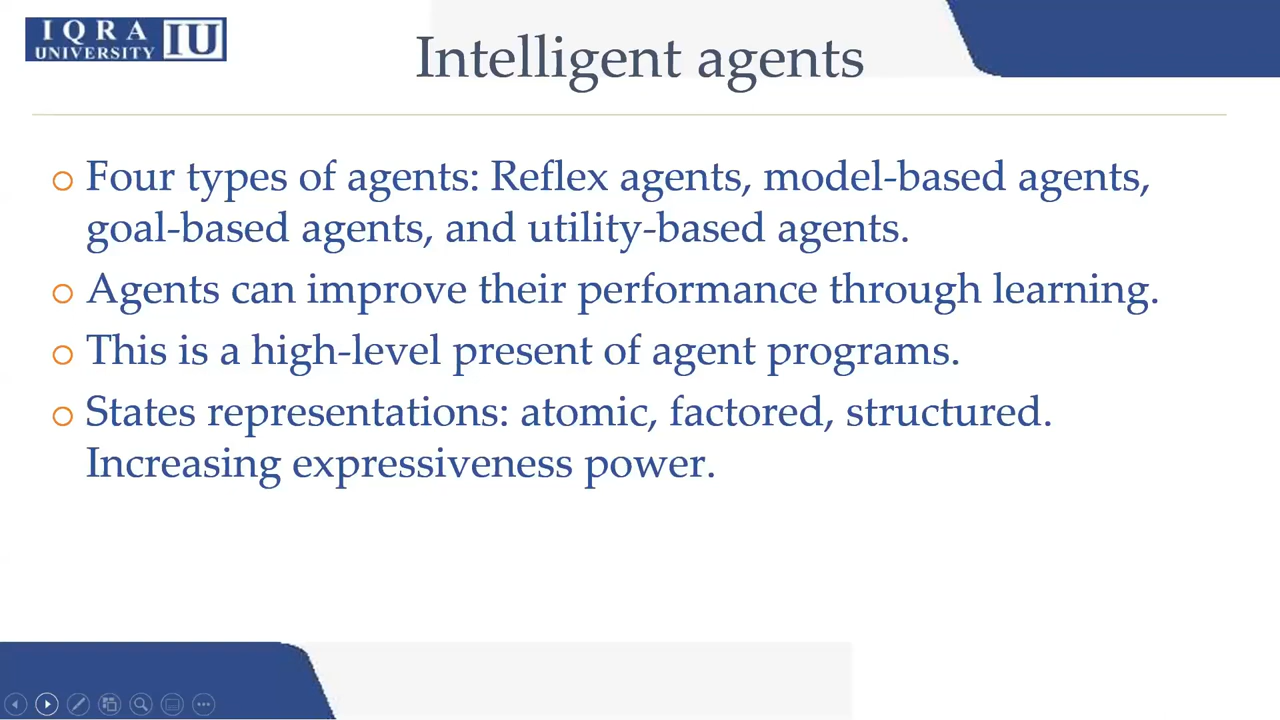 IQRA
UNIVERSITY IU
Intelligent agents
Four types of agents: Reflex agents, model-based agents,
goal-based agents, and utility-based agents.
Agents can improve their performance through learning.
This is a high-level present of agent programs.
States representations: atomic, factored, structured.
Increasing expressiveness power.